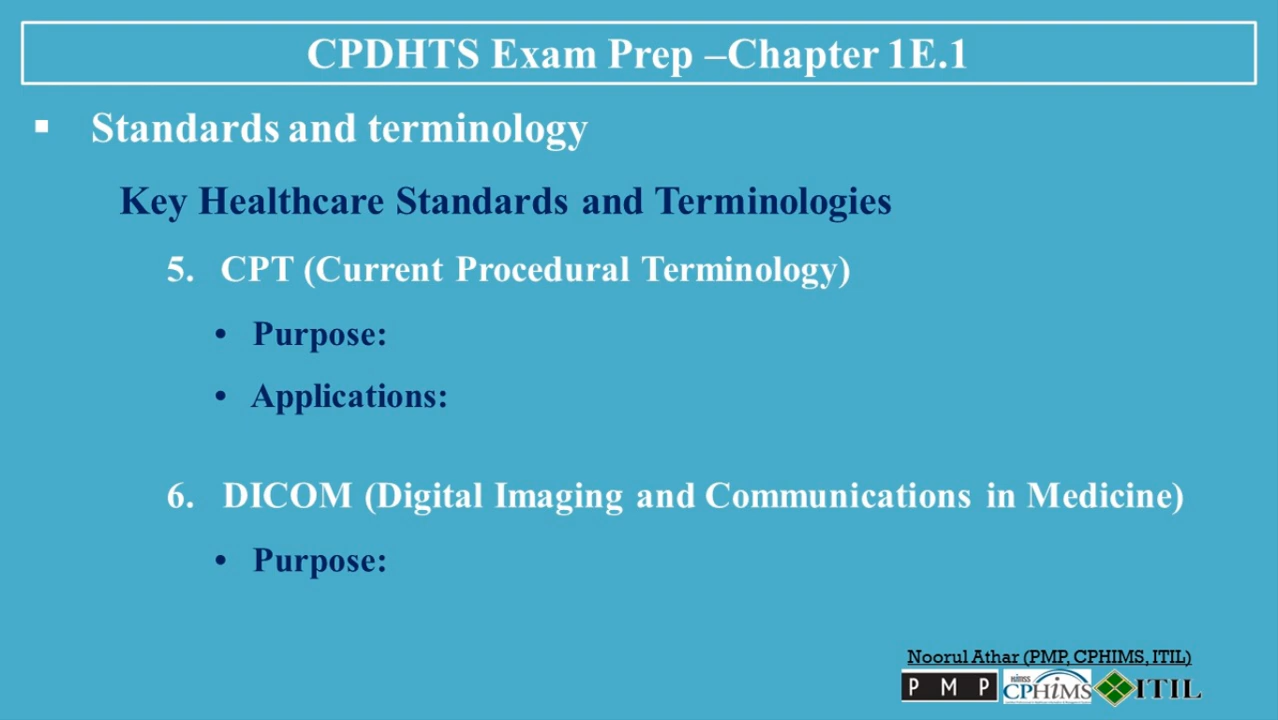 CPDHTS Exam Prep –Chapter 1E.1
▪ Standards and terminology
Key Healthcare Standards and Terminologies
5. CPT (Current Procedural Terminology)
• Purpose:
• Applications:
6. DICOM (Digital Imaging and Communications in Medicine)
• Purpose:
Noorul Athar (PMP, CPHIMS, ITIL)
PMP HIMSS CPHIMS ITIL